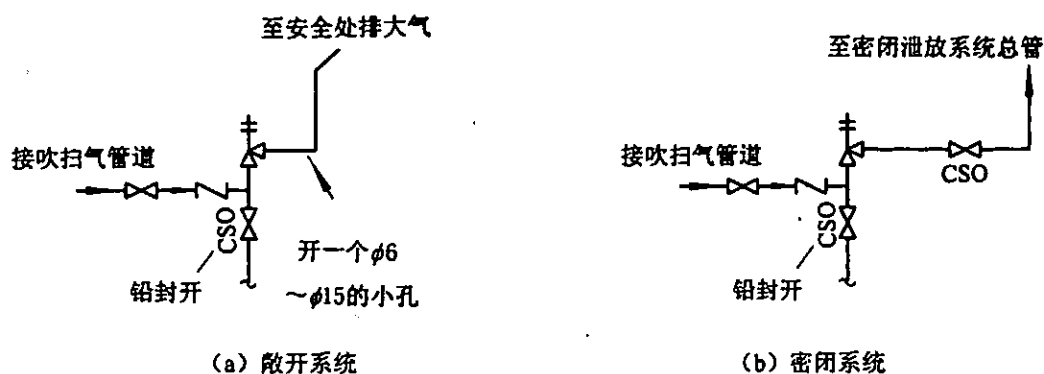 至安全处排大气
接吹扫气管道
CSO
铅封开
开一个φ6
～φ15的小孔
(a) 敞开系统
至密闭泄放系统总管
接吹扫气管道
CSO
CSO
铅封开
(b) 密闭系统